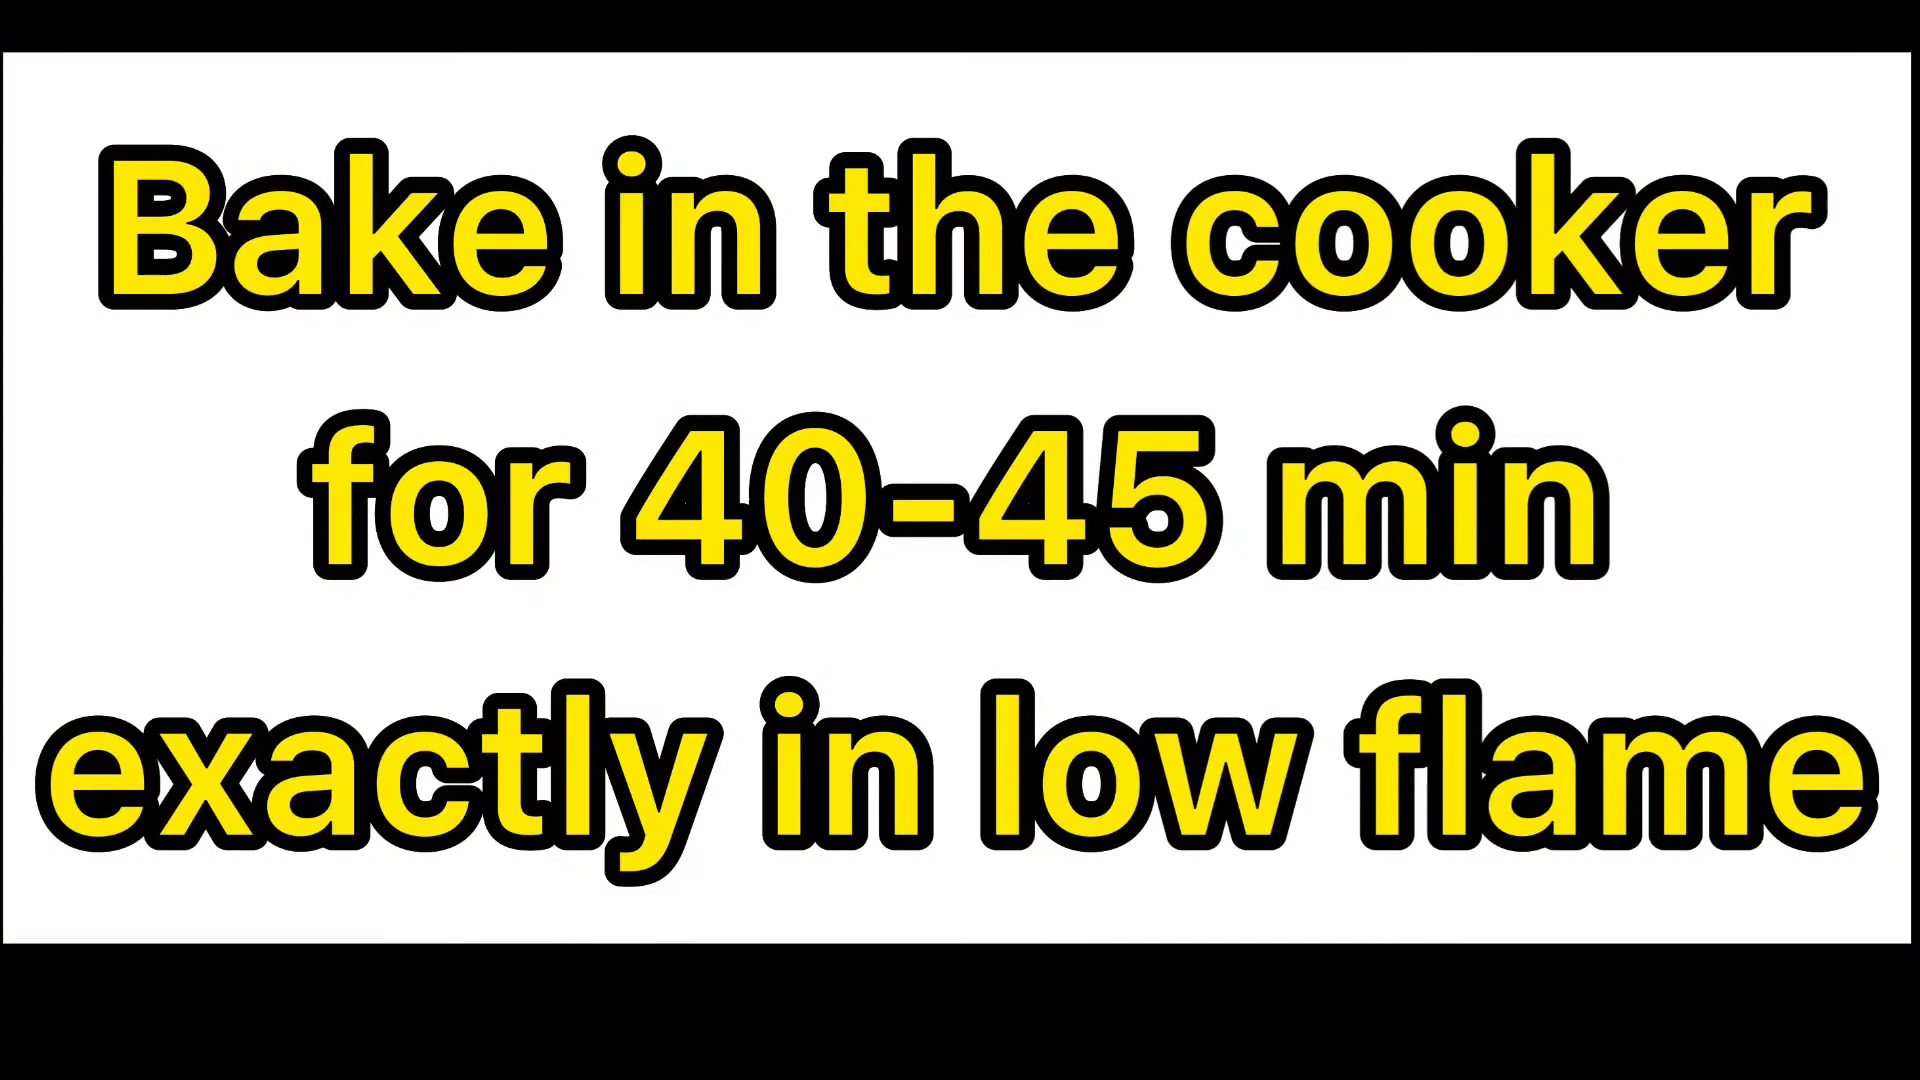 Bake in the cooker
for 40-45 min
exactly in low flame